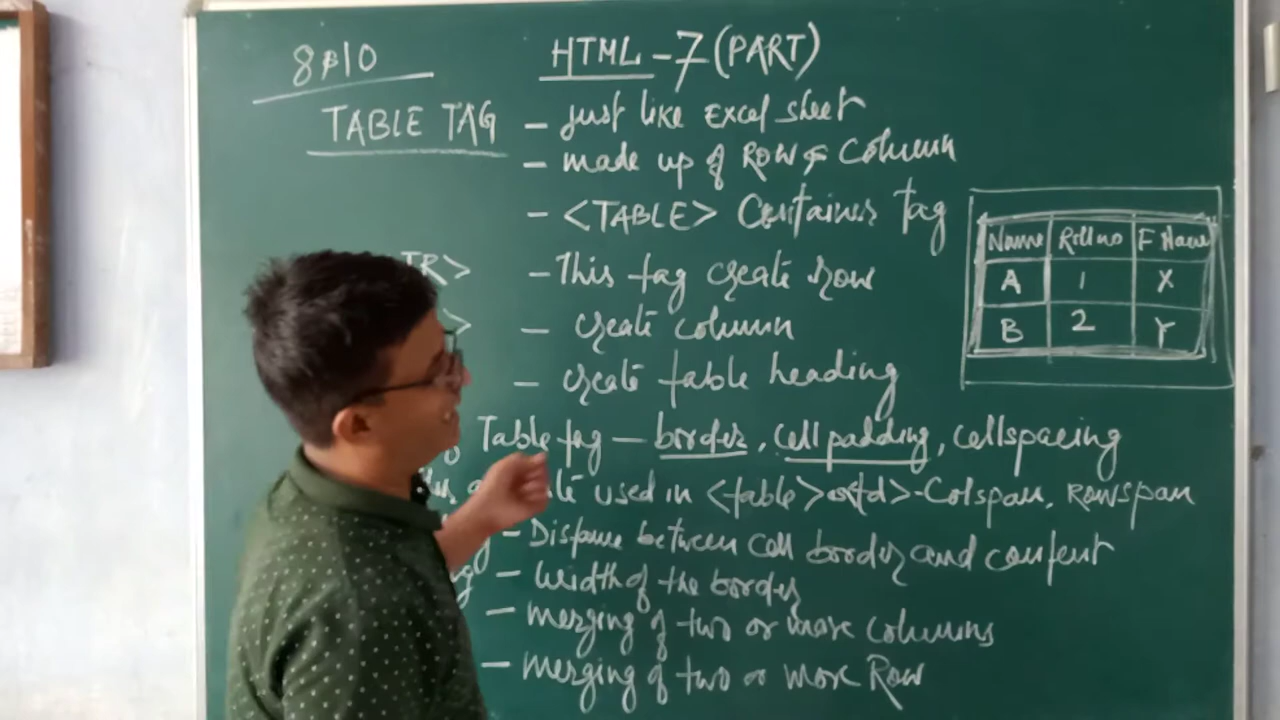 HTML - 7 (PART)
TABLE TAG - just like Excel sheet
- made up of Row & Column
- <TABLE> Container tag
TR> - This tag create row
> - create column
- create table heading
Table tag - border, cell padding, cellspacing
used in <table> <td> - Colspan, Rowspan
- Distance between cell border and content
- width of the border
- merging of two or more columns
- merging of two or more Row
Name Roll no F Name
A 1 X
B 2 Y